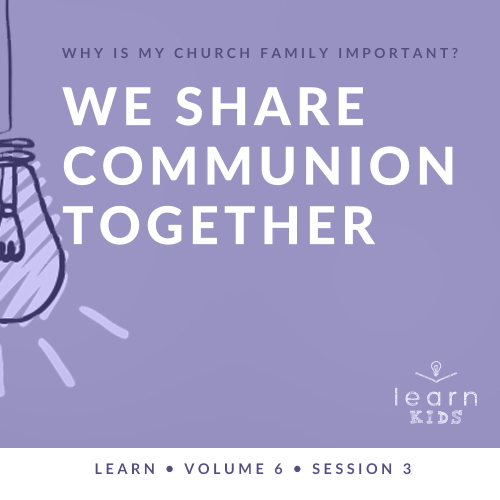 WHY IS MY CHURCH FAMILY IMPORTANT?
WE SHARE
COMMUNION
TOGETHER
learn
KIDS
LEARN • VOLUME 6 • SESSION 3